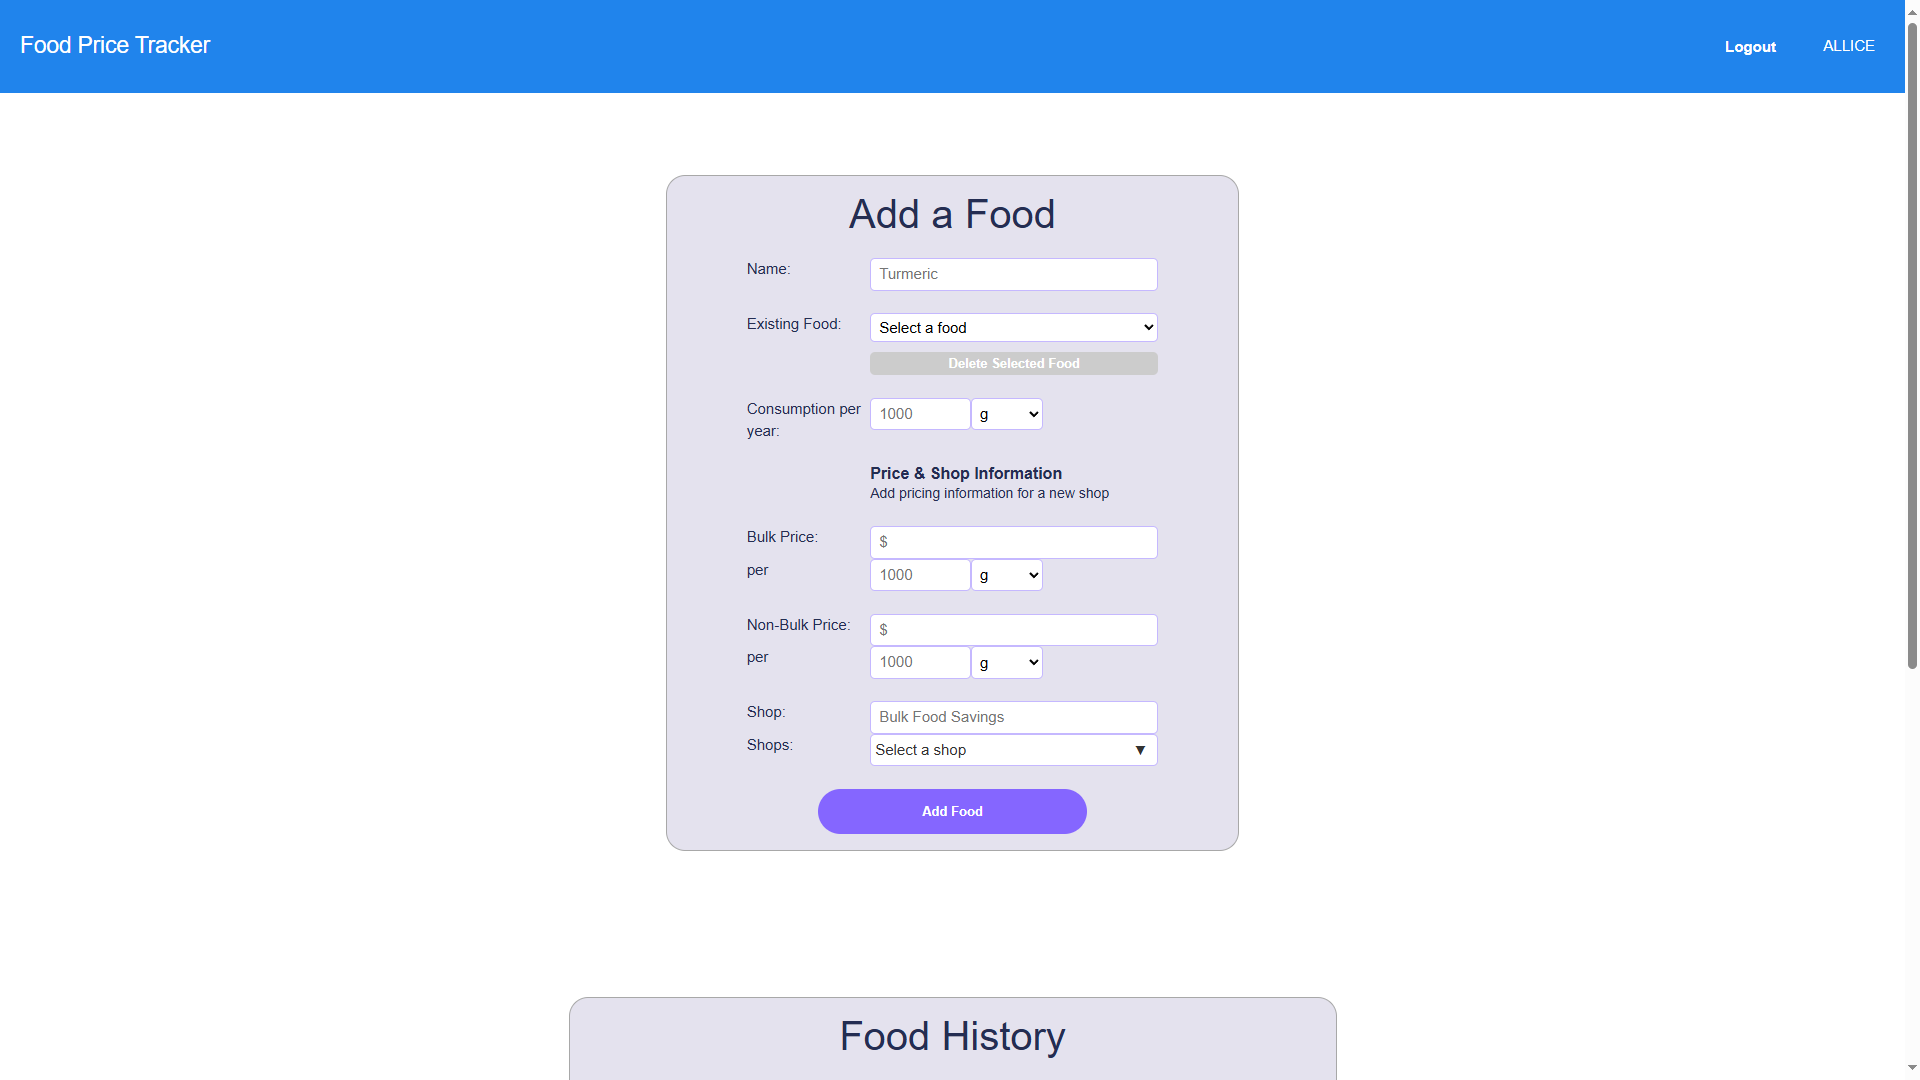 Food Price Tracker
Logout
ALLICE
Add a Food
Name:
Turmeric
Existing Food:
Select a food
Delete Selected Food
Consumption per
year:
1000
g
Price & Shop Information
Add pricing information for a new shop
Bulk Price:
$
per
1000
g
Non-Bulk Price:
$
per
1000
g
Shop:
Bulk Food Savings
Shops:
Select a shop
Add Food
Food History